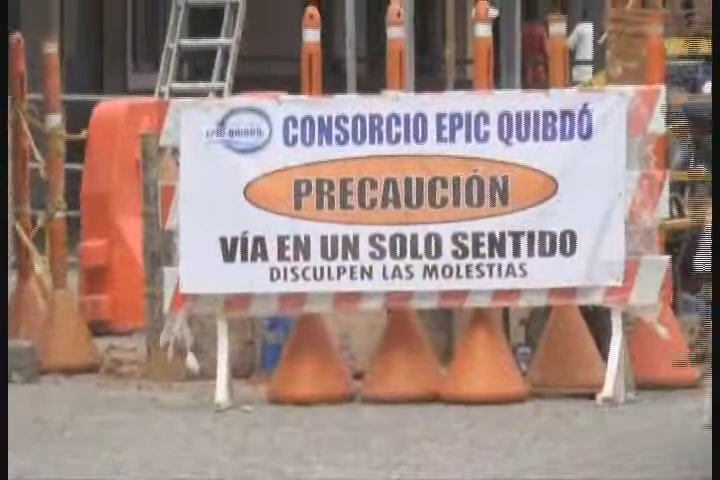 EPIC QUIBDÓ
CONSORCIO EPIC QUIBDÓ
PRECAUCIÓN
VÍA EN UN SOLO SENTIDO
DISCULPEN LAS MOLESTIAS